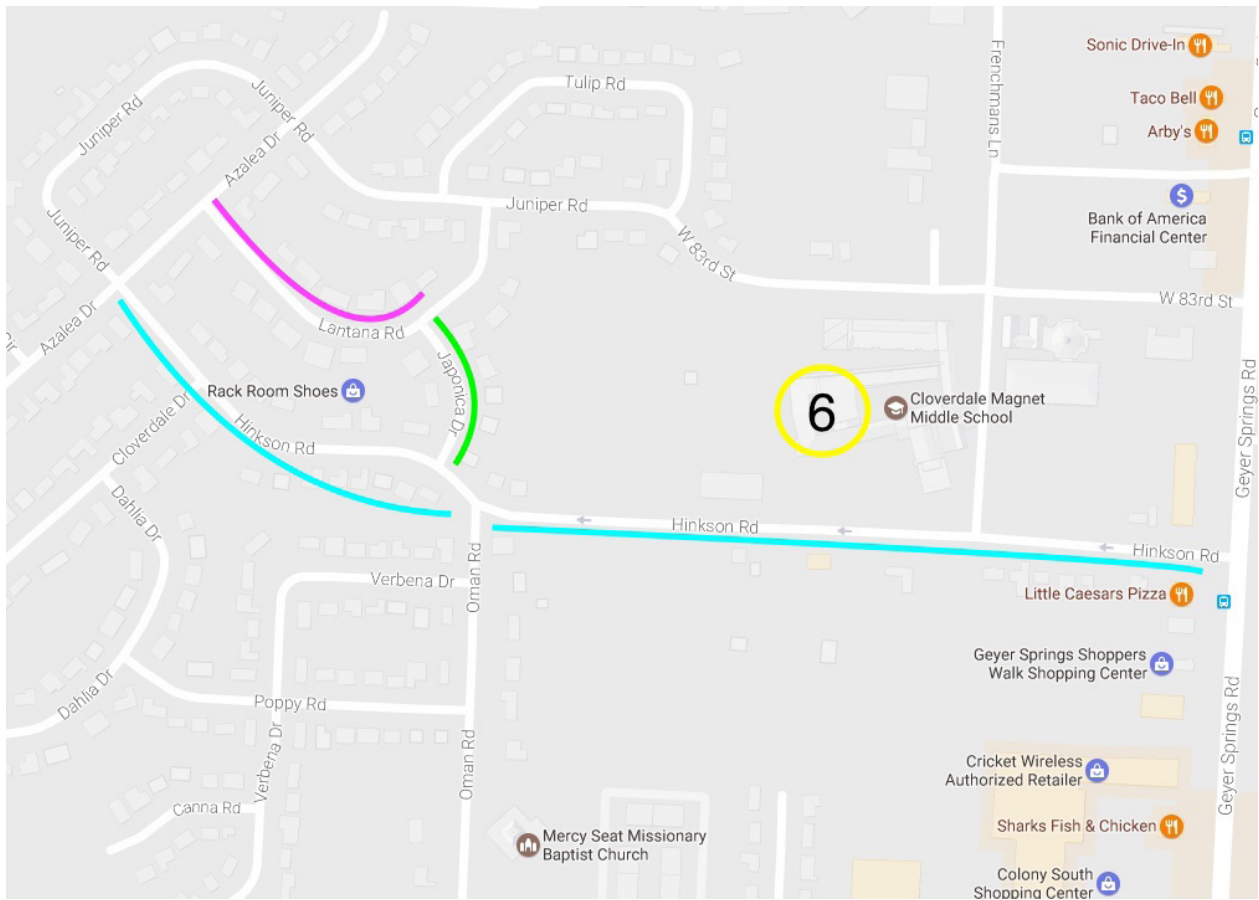 Sonic Drive-In
Frenchmans Ln
Tulip Rd
Juniper Rd
Juniper Rd
Taco Bell
Arby's
Azalea Dr
Juniper Rd
Bank of America
Financial Center
Juniper Rd
W 83rd St
W 83rd St
Azalea Dr
Lantana Rd
Cir
Japonica Dr
Rack Room Shoes
6
Cloverdale Magnet
Middle School
Geyer Springs Rd
Cloverdale Dr
Hinkson Rd
Dahlia Dr
Hinkson Rd
Hinkson Rd
Verbena Dr
Oman Rd
Little Caesars Pizza
Geyer Springs Shoppers
Walk Shopping Center
Dahlia Dr
Poppy Rd
Geyer Springs Rd
Verbena Dr
Oman Rd
Cricket Wireless
Authorized Retailer
Canna Rd
Sharks Fish & Chicken
Mercy Seat Missionary
Baptist Church
Colony South
Shopping Center